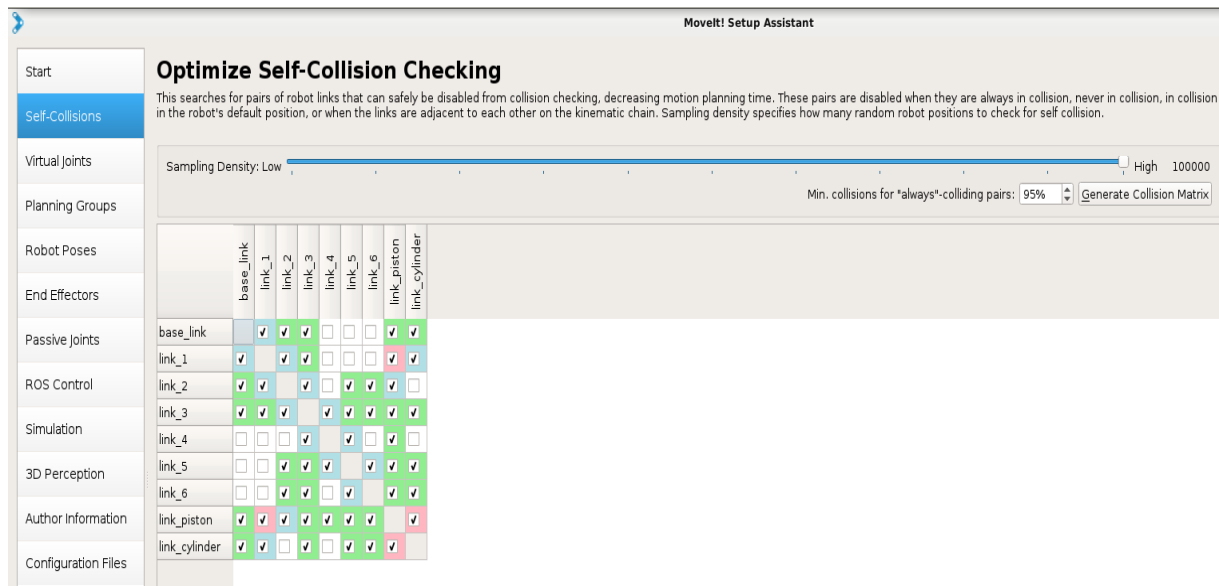 MoveIt! Setup Assistant
Start
Self-Collisions
Virtual Joints
Planning Groups
Robot Poses
End Effectors
Passive Joints
ROS Control
Simulation
3D Perception
Author Information
Configuration Files
Optimize Self-Collision Checking
This searches for pairs of robot links that can safely be disabled from collision checking, decreasing motion planning time. These pairs are disabled when they are always in collision, never in collision, in collision
in the robot's default position, or when the links are adjacent to each other on the kinematic chain. Sampling density specifies how many random robot positions to check for self collision.
Sampling Density: Low High 100000
Min. collisions for "always"-colliding pairs: 95% Generate Collision Matrix
base_link link_1 link_2 link_3 link_4 link_5 link_6 link_piston link_cylinder
base_link
link_1
link_2
link_3
link_4
link_5
link_6
link_piston
link_cylinder